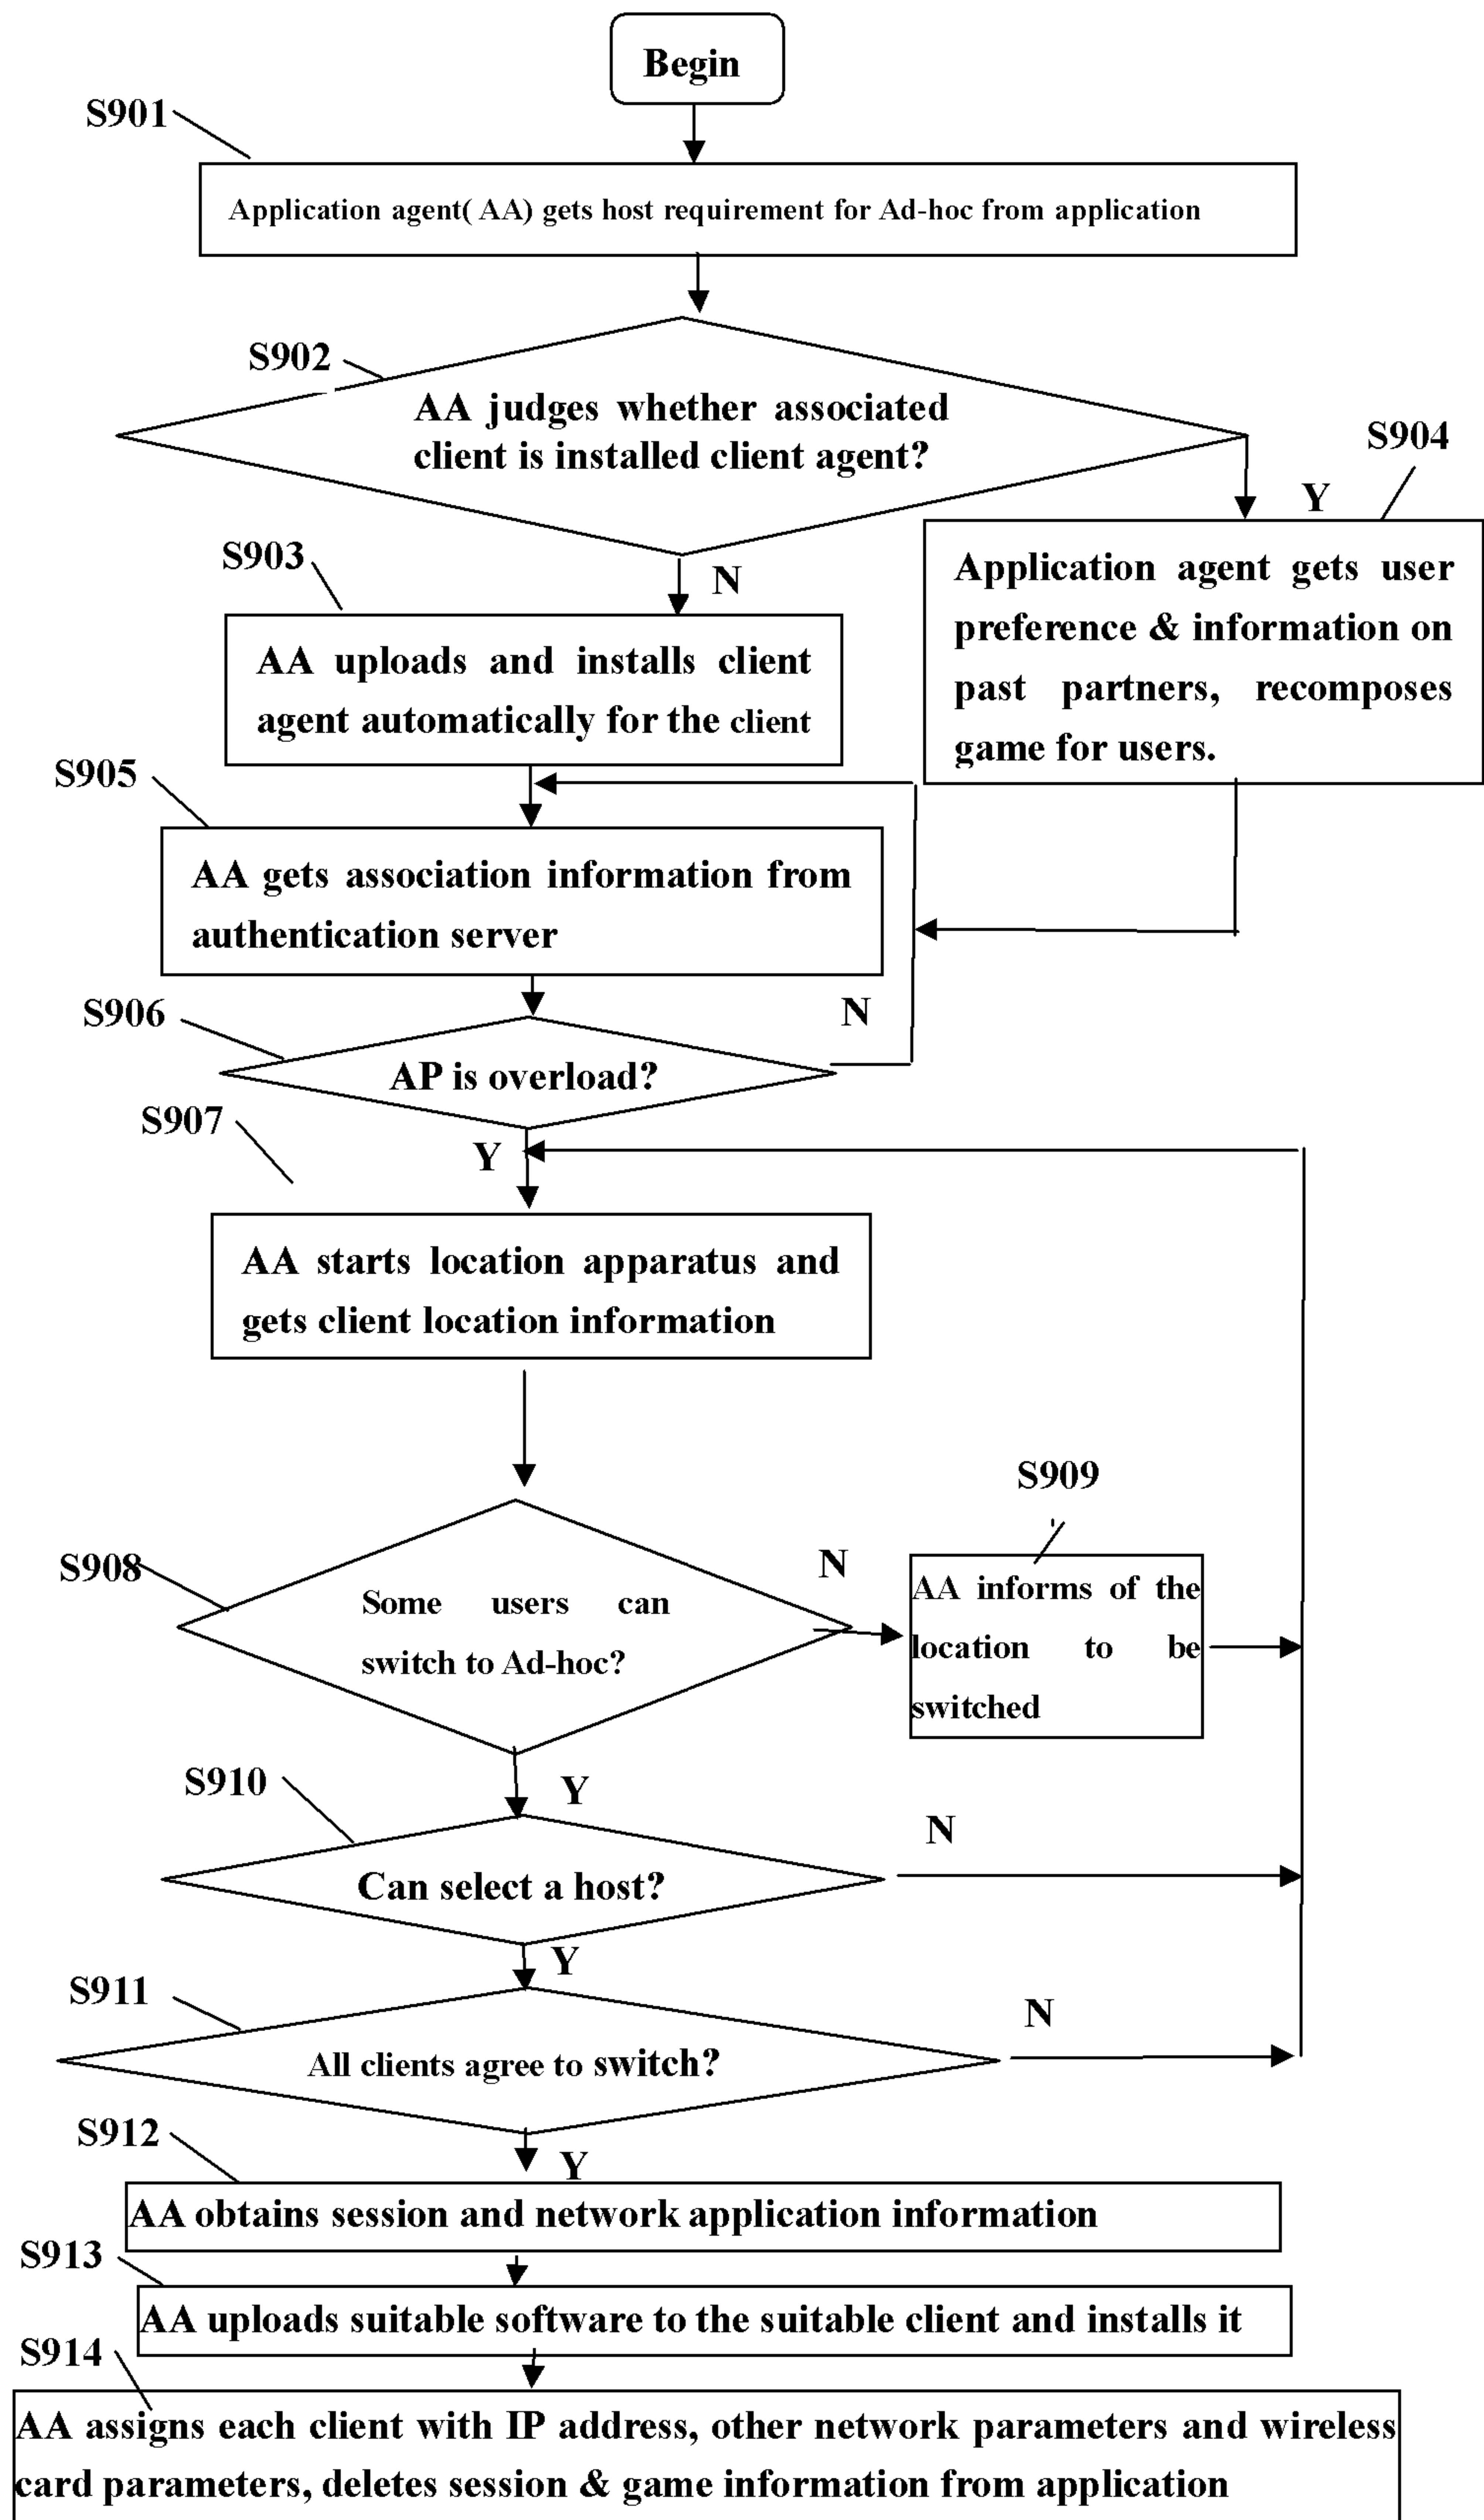 Begin
S901
Application agent( AA) gets host requirement for Ad-hoc from application
S902
AA judges whether associated
client is installed client agent?
S904
Y
S903
N
Application agent gets user
preference & information on
past partners, recomposes
game for users.
AA uploads and installs client
agent automatically for the client
S905
AA gets association information from
authentication server
S906
N
AP is overload?
S907
Y
AA starts location apparatus and
gets client location information
S909
S908
N
Some users can
switch to Ad-hoc?
AA informs of the
location to be
switched
S910
Y
N
Can select a host?
Y
S911
N
All clients agree to switch?
S912
Y
AA obtains session and network application information
S913
AA uploads suitable software to the suitable client and installs it
S914
AA assigns each client with IP address, other network parameters and wireless
card parameters, deletes session & game information from application